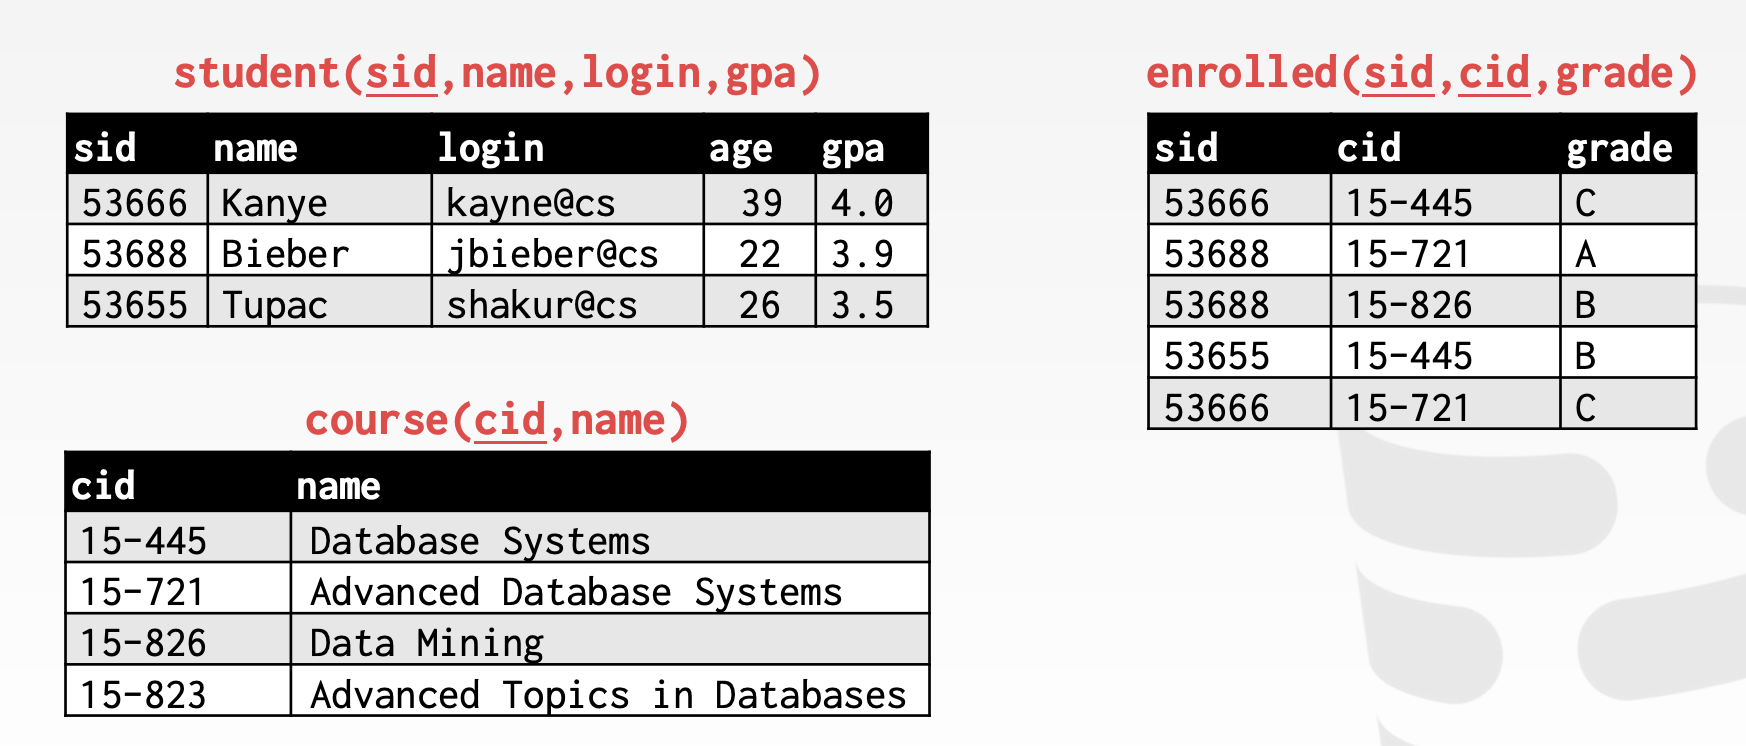 student(sid,name,login,gpa)
sid name login age gpa
53666 Kanye kayne@cs 39 4.0
53688 Bieber jbieber@cs 22 3.9
53655 Tupac shakur@cs 26 3.5
course(cid,name)
cid name
15-445 Database Systems
15-721 Advanced Database Systems
15-826 Data Mining
15-823 Advanced Topics in Databases
enrolled(sid,cid,grade)
sid cid grade
53666 15-445 C
53688 15-721 A
53688 15-826 B
53655 15-445 B
53666 15-721 C